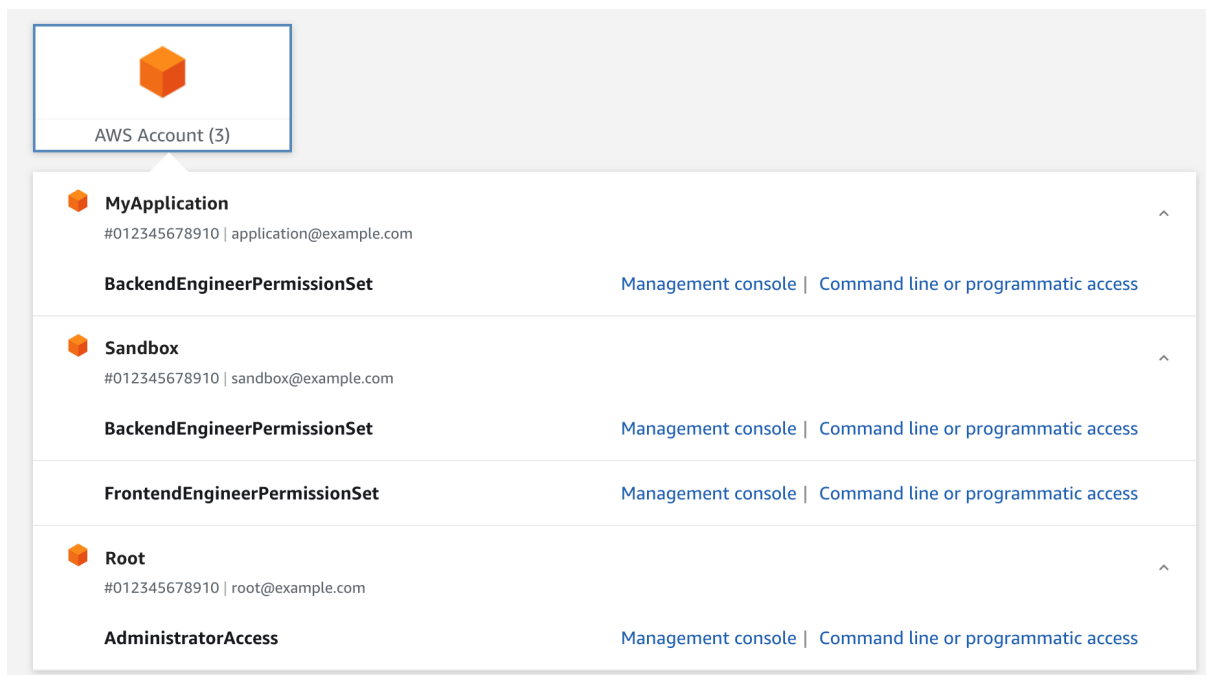 AWS Account (3)
MyApplication
#012345678910 | application@example.com
BackendEngineerPermissionSet Management console | Command line or programmatic access
Sandbox
#012345678910 | sandbox@example.com
BackendEngineerPermissionSet Management console | Command line or programmatic access
FrontendEngineerPermissionSet Management console | Command line or programmatic access
Root
#012345678910 | root@example.com
AdministratorAccess Management console | Command line or programmatic access